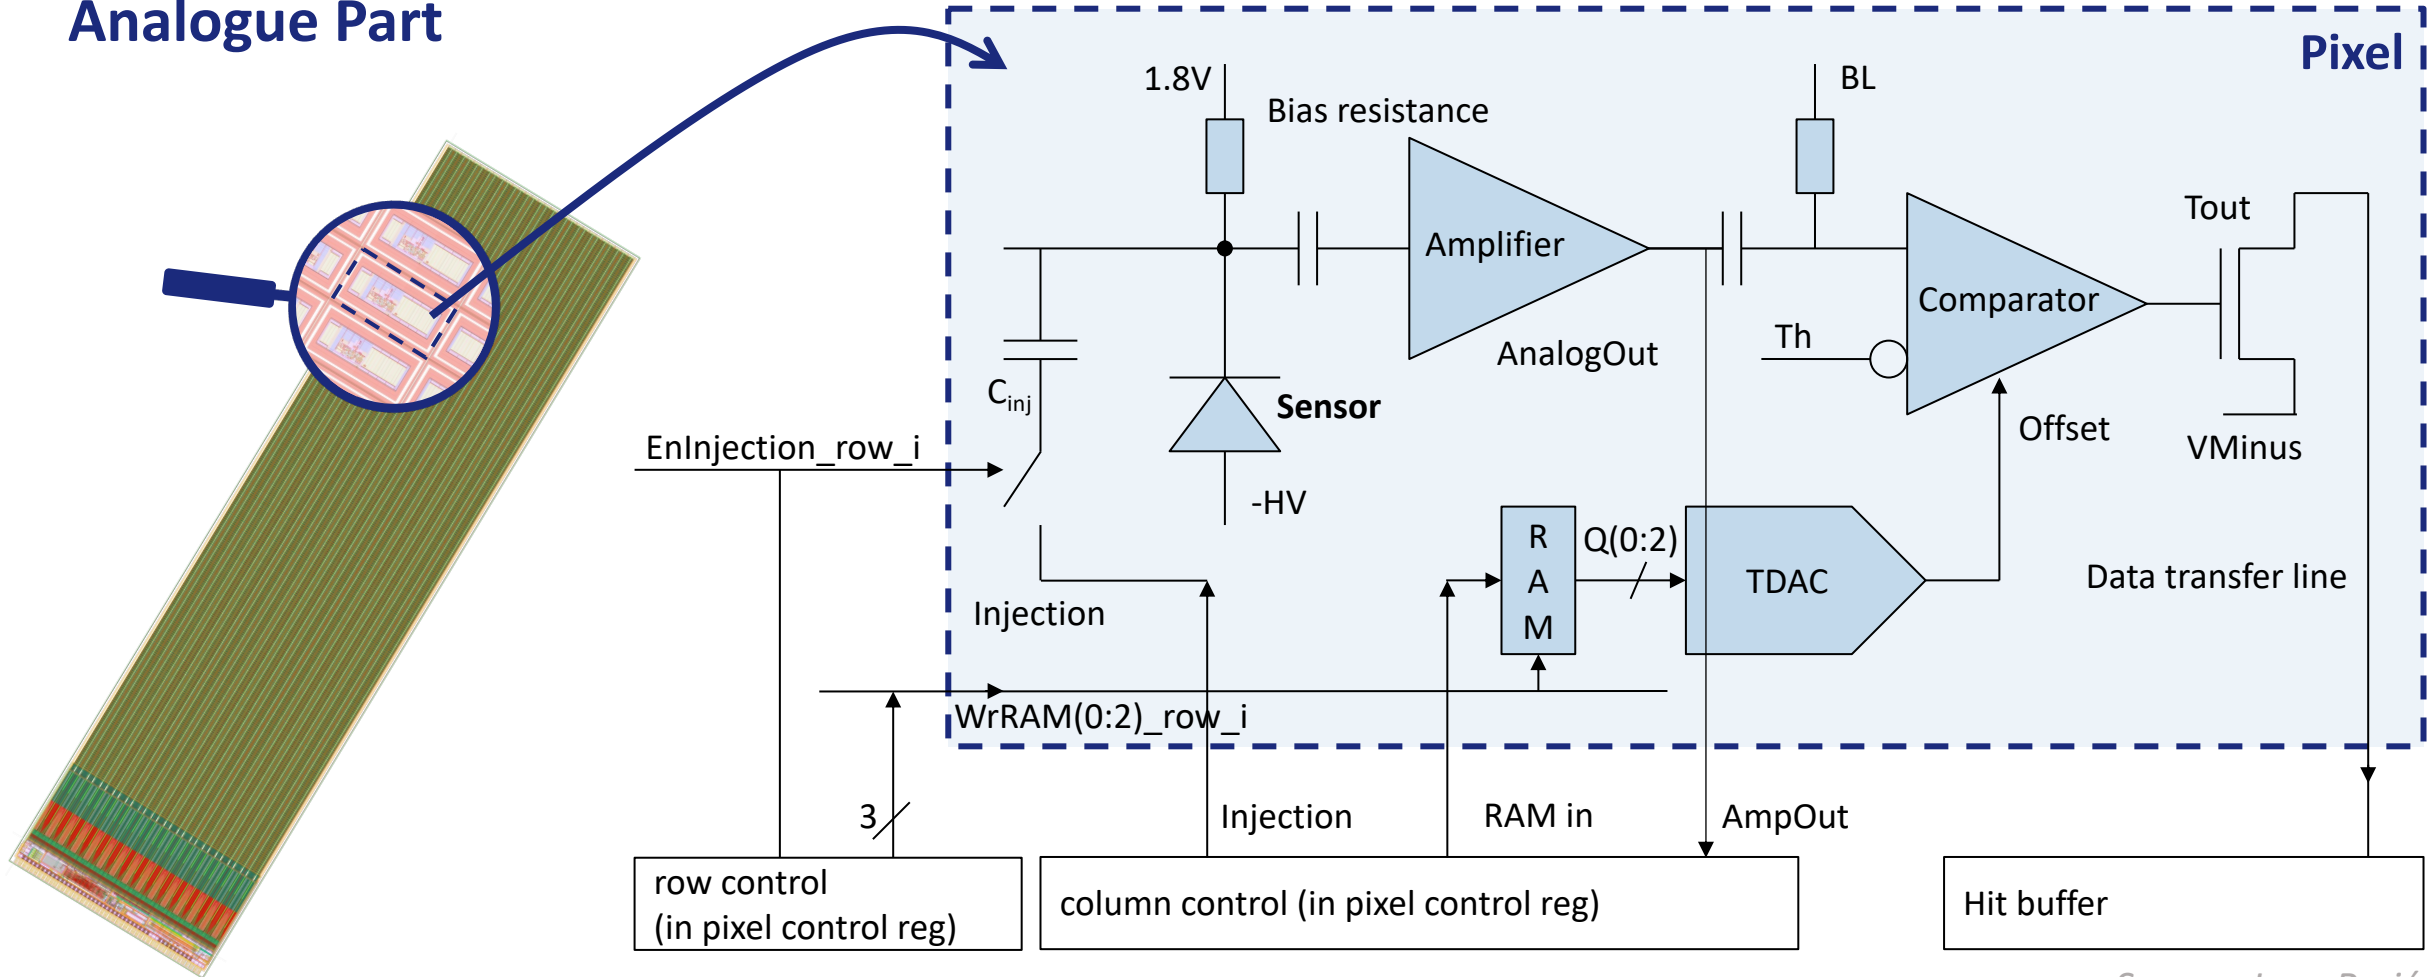 Analogue Part
Pixel
1.8V
BL
Bias resistance
Tout
Amplifier
Comparator
Th
AnalogOut
C_inj
Sensor
Offset
EnInjection_row_i
VMinus
-HV
R
A
M
Q(0:2)
TDAC
Data transfer line
Injection
WrRAM(0:2)_row_i
3
Injection
RAM in
AmpOut
row control
(in pixel control reg)
column control (in pixel control reg)
Hit buffer